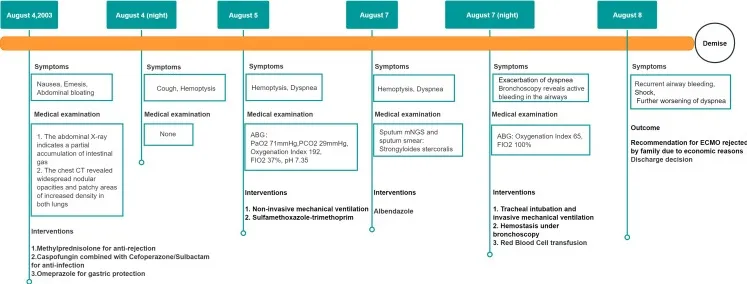 August 4,2003
August 4 (night)
August 5
August 7
August 7 (night)
August 8
Demise
Symptoms
Nausea, Emesis,
Abdominal bloating
Medical examination
1. The abdominal X-ray
indicates a partial
accumulation of intestinal
gas
2. The chest CT revealed
widespread nodular
opacities and patchy areas
of increased density in
both lungs
Interventions
1.Methylprednisolone for anti-rejection
2.Caspofungin combined with Cefoperazone/Sulbactam
for anti-infection
3.Omeprazole for gastric protection
Symptoms
Cough, Hemoptysis
Medical examination
None
Symptoms
Hemoptysis, Dyspnea
Medical examination
ABG:
PaO2 71mmHg,PCO2 29mmHg,
Oxygenation Index 192,
FIO2 37%, pH 7.35
Interventions
1. Non-invasive mechanical ventilation
2. Sulfamethoxazole-trimethoprim
Symptoms
Hemoptysis, Dyspnea
Medical examination
Sputum mNGS and
sputum smear:
Strongyloides stercoralis
Interventions
Albendazole
Symptoms
Exacerbation of dyspnea
Bronchoscopy reveals active
bleeding in the airways
Medical examination
ABG: Oxygenation Index 65,
FIO2 100%
Interventions
1. Tracheal intubation and
invasive mechanical ventilation
2. Hemostasis under
bronchoscopy
3. Red Blood Cell transfusion
Symptoms
Recurrent airway bleeding,
Shock,
Further worsening of dyspnea
Outcome
Recommendation for ECMO rejected
by family due to economic reasons
Discharge decision